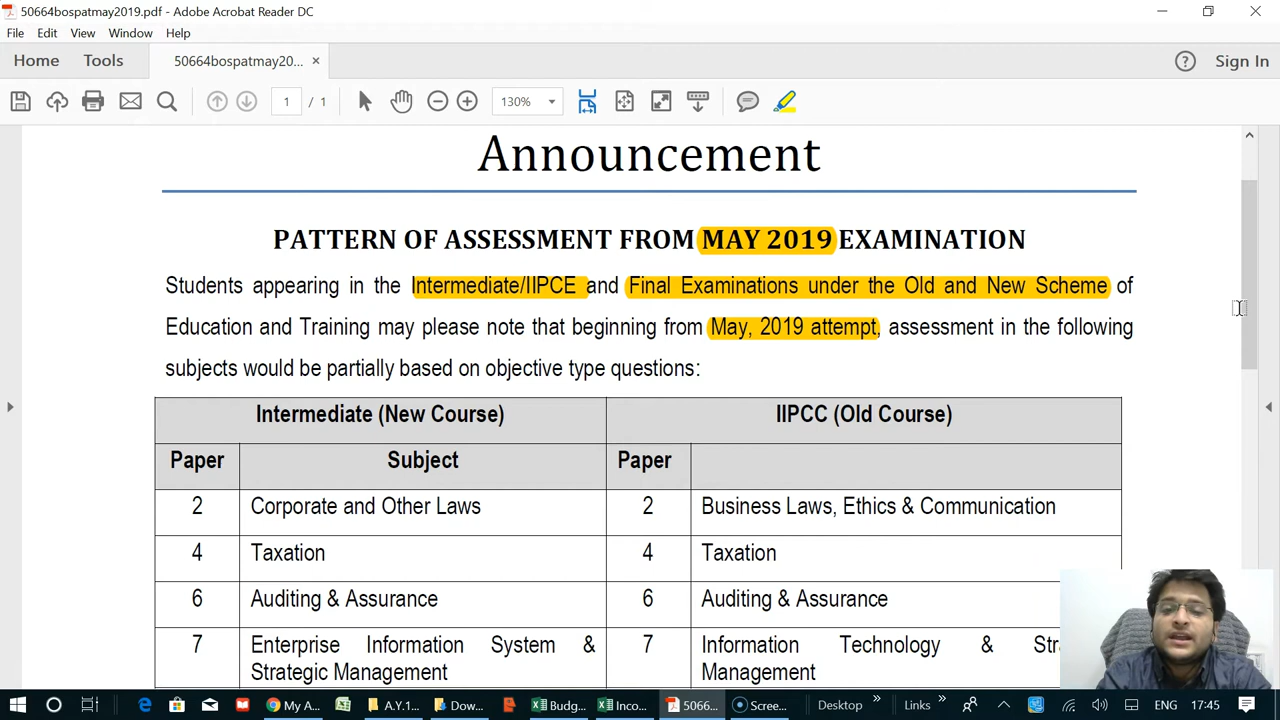 50664bospatmay2019.pdf - Adobe Acrobat Reader DC
File Edit View Window Help
Home Tools 50664bospatmay20... × Sign In
1 / 1 130%
Announcement
PATTERN OF ASSESSMENT FROM MAY 2019 EXAMINATION
Students appearing in the Intermediate/IIPCE and Final Examinations under the Old and New Scheme of
Education and Training may please note that beginning from May, 2019 attempt, assessment in the following
subjects would be partially based on objective type questions:
Intermediate (New Course) IIPCC (Old Course)
Paper Subject Paper
2 Corporate and Other Laws 2 Business Laws, Ethics & Communication
4 Taxation 4 Taxation
6 Auditing & Assurance 6 Auditing & Assurance
7 Enterprise Information System & 7 Information Technology & Str
Strategic Management Management
My A... A.Y.1... Dow... Budg... Inco... 5066... Scree... Desktop » Links » ENG 17:45